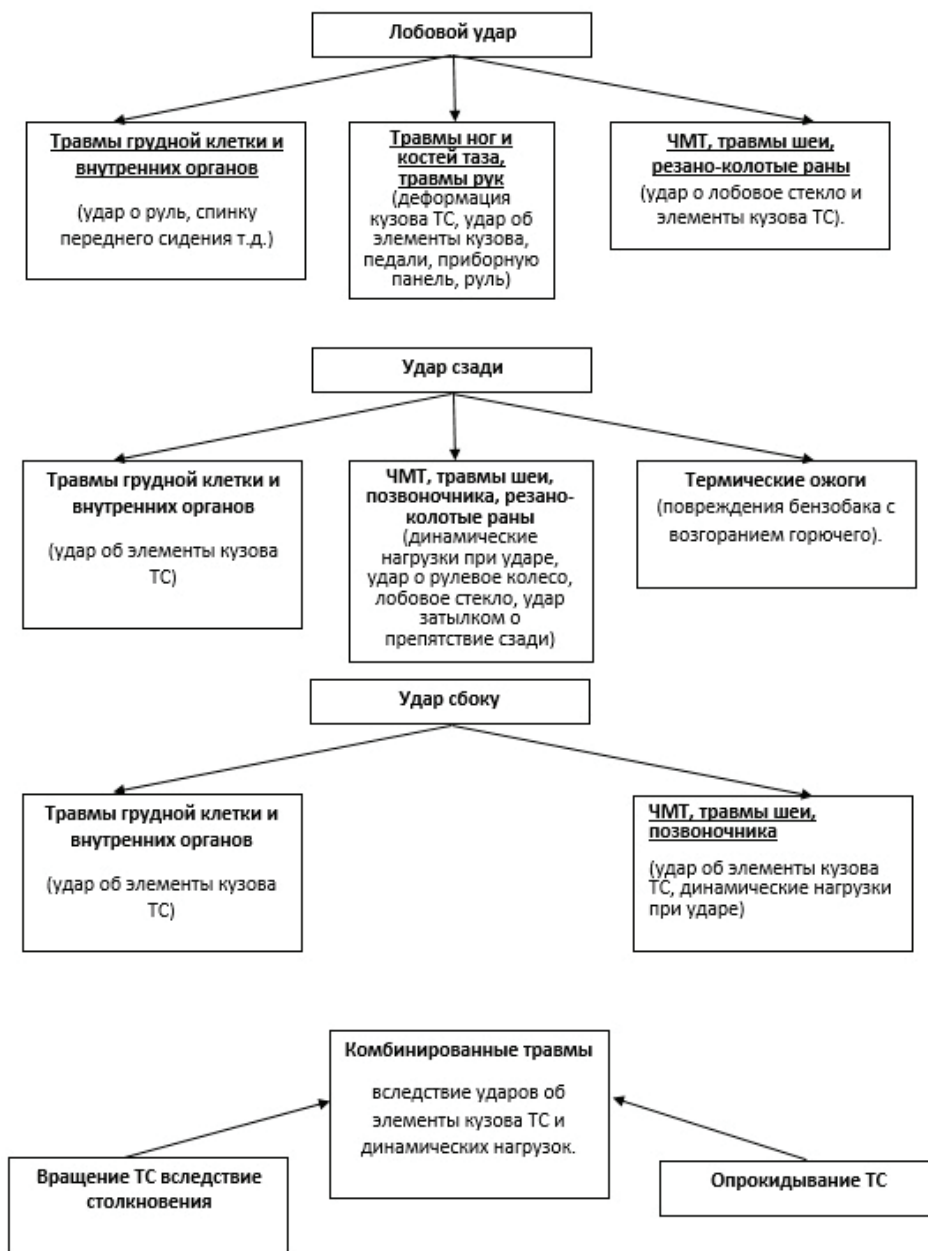 Лобовой удар
Травмы грудной клетки и
внутренних органов
(удар о руль, спинку
переднего сидения т.д.)
Травмы ног и
костей таза,
травмы рук
(деформация
кузова ТС, удар об
элементы кузова,
педали, приборную
панель, руль)
ЧМТ, травмы шеи,
резано-колотые раны
(удар о лобовое стекло и
элементы кузова ТС).
Удар сзади
Травмы грудной клетки и
внутренних органов
(удар об элементы кузова
ТС)
ЧМТ, травмы шеи,
позвоночника, резано-
колотые раны
(динамические
нагрузки при ударе,
удар о рулевое колесо,
лобовое стекло, удар
затылком о
препятствие сзади)
Термические ожоги
(повреждения бензобака с
возгоранием горючего).
Удар сбоку
Травмы грудной клетки и
внутренних органов
(удар об элементы кузова
ТС)
ЧМТ, травмы шеи,
позвоночника
(удар об элементы кузова
ТС, динамические нагрузки
при ударе)
Комбинированные травмы
вследствие ударов об
элементы кузова ТС и
динамических нагрузок.
Вращение ТС вследствие
столкновения
Опрокидывание ТС